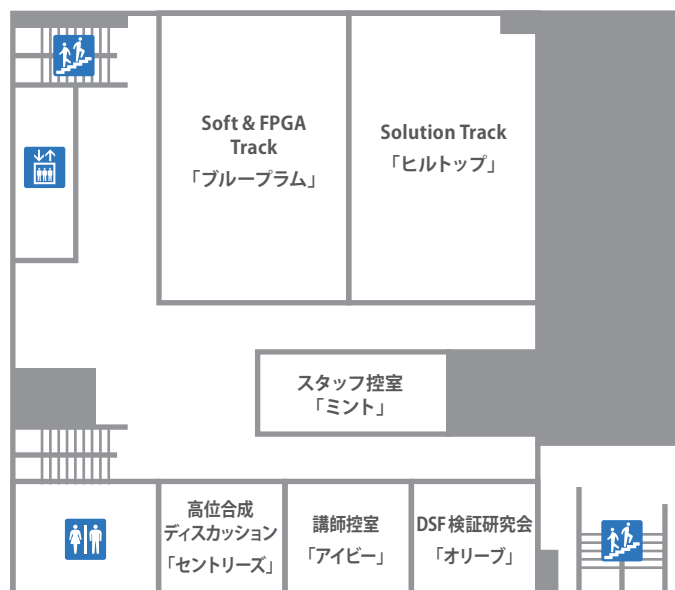 Soft & FPGA
Track
「ブループラム」
Solution Track
「ヒルトップ」
スタッフ控室
「ミント」
高位合成
ディスカッション
「セントリーズ」
講師控室
「アイビー」
DSF検証研究会
「オリーブ」